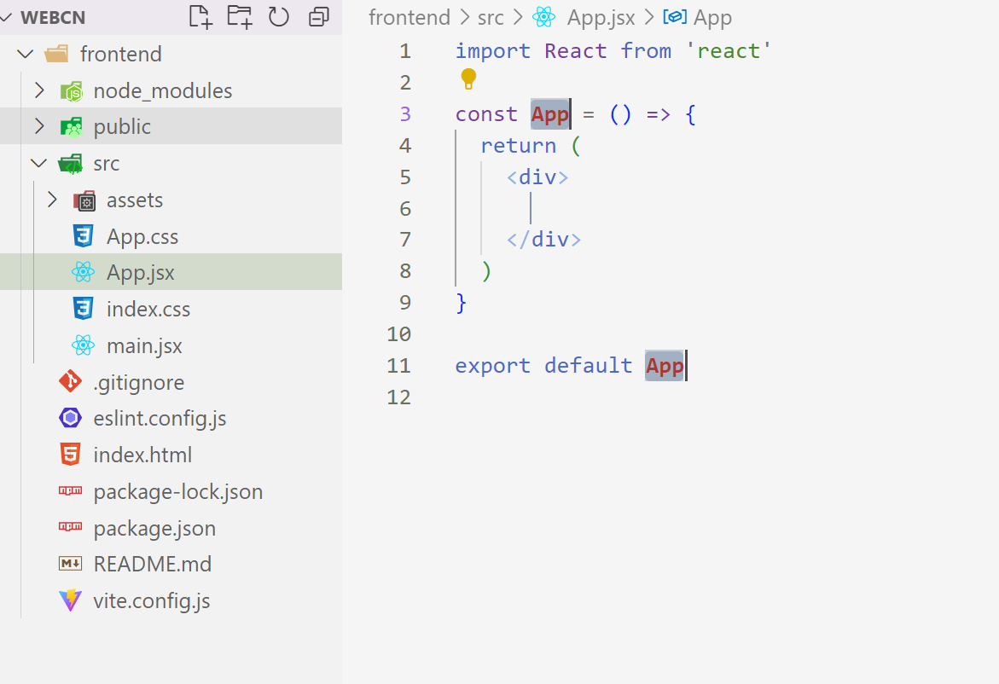 WEBCN
frontend
node_modules
public
src
assets
App.css
App.jsx
index.css
main.jsx
.gitignore
eslint.config.js
index.html
package-lock.json
package.json
README.md
vite.config.js
frontend > src > App.jsx > App
1 import React from 'react'
2
3 const App = () => {
4   return (
5     <div>
6
7     </div>
8   )
9 }
10
11 export default App
12